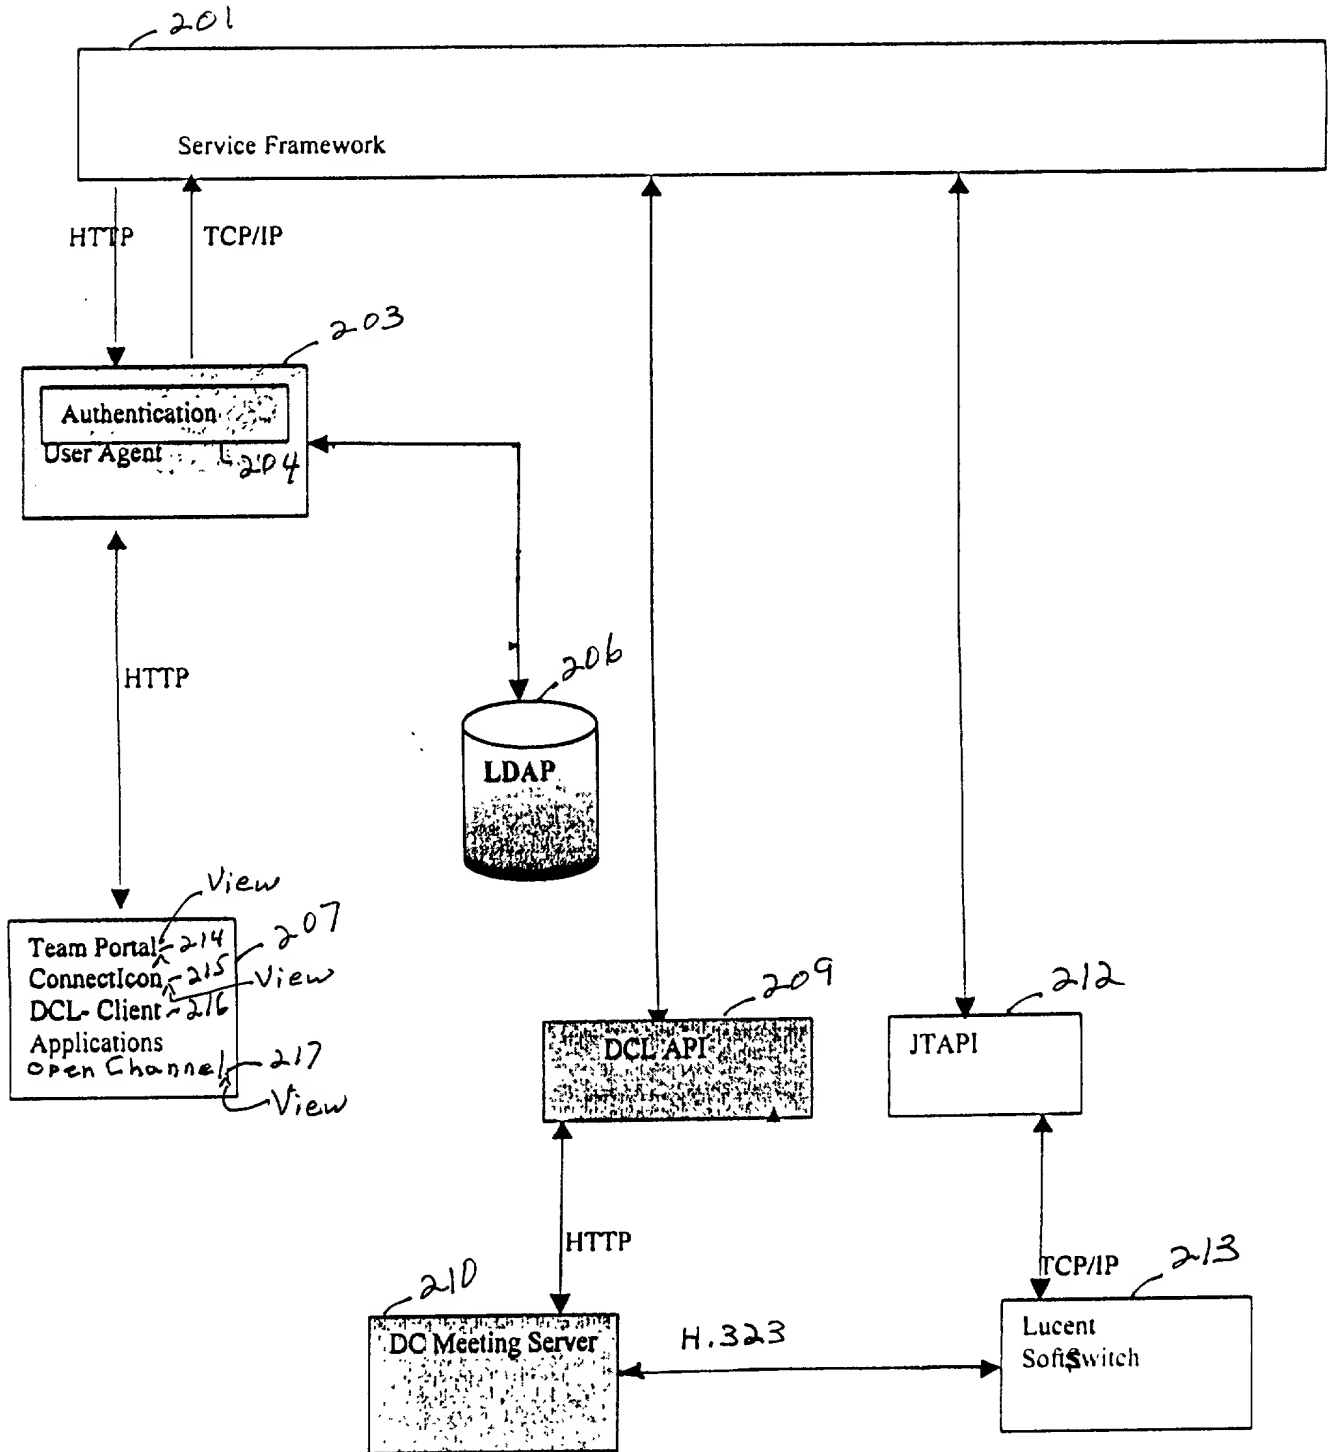 201
Service Framework
HTTP
TCP/IP
203
Authentication
User Agent
204
HTTP
206
LDAP
View
207
Team Portal 214
ConnectIcon 215
View
DCL- Client 216
Applications
Open Channel 217
View
209
DCL API
212
JTAPI
HTTP
TCP/IP
213
210
DC Meeting Server
H.323
Lucent
SoftSwitch